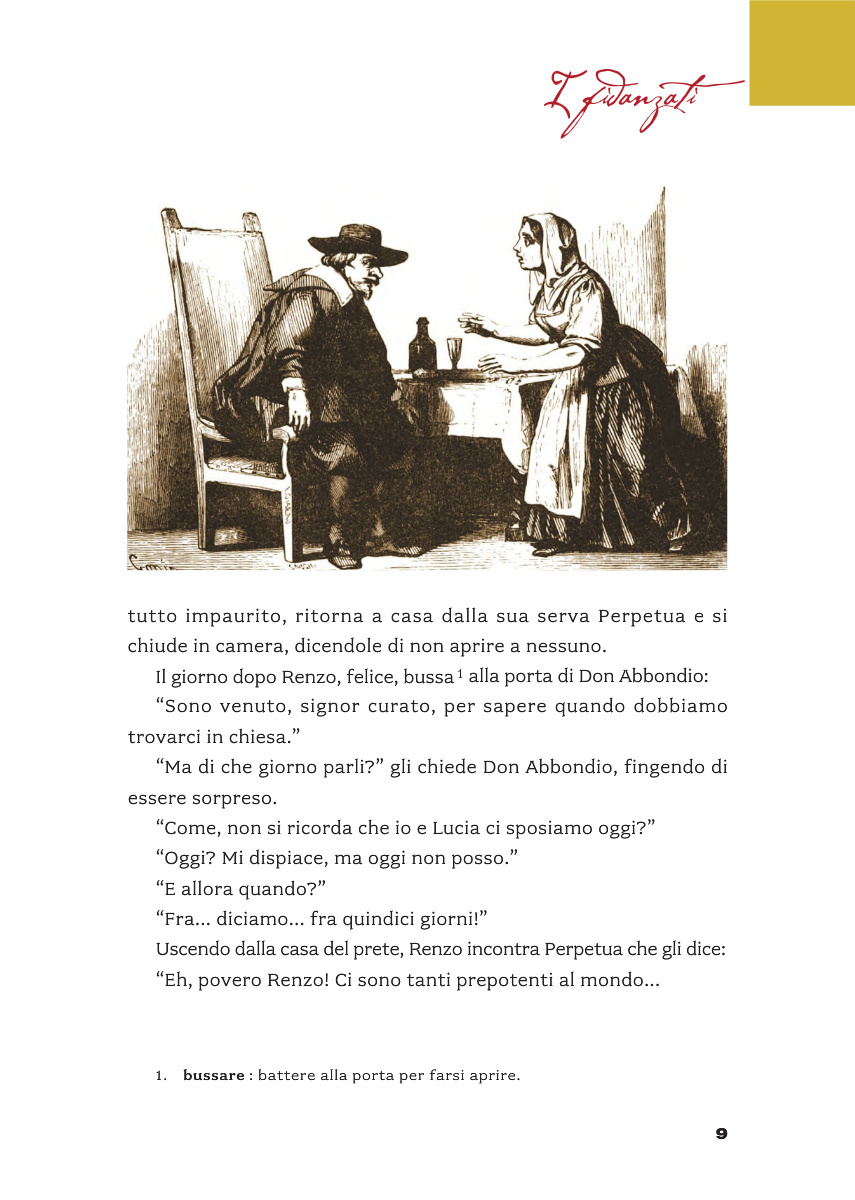 I fidanzati
tutto impaurito, ritorna a casa dalla sua serva Perpetua e si
chiude in camera, dicendole di non aprire a nessuno.
Il giorno dopo Renzo, felice, bussa 1 alla porta di Don Abbondio:
“Sono venuto, signor curato, per sapere quando dobbiamo
trovarci in chiesa.”
“Ma di che giorno parli?” gli chiede Don Abbondio, fingendo di
essere sorpreso.
“Come, non si ricorda che io e Lucia ci sposiamo oggi?”
“Oggi? Mi dispiace, ma oggi non posso.”
“E allora quando?”
“Fra... diciamo... fra quindici giorni!”
Uscendo dalla casa del prete, Renzo incontra Perpetua che gli dice:
“Eh, povero Renzo! Ci sono tanti prepotenti al mondo...
1. bussare : battere alla porta per farsi aprire.
9